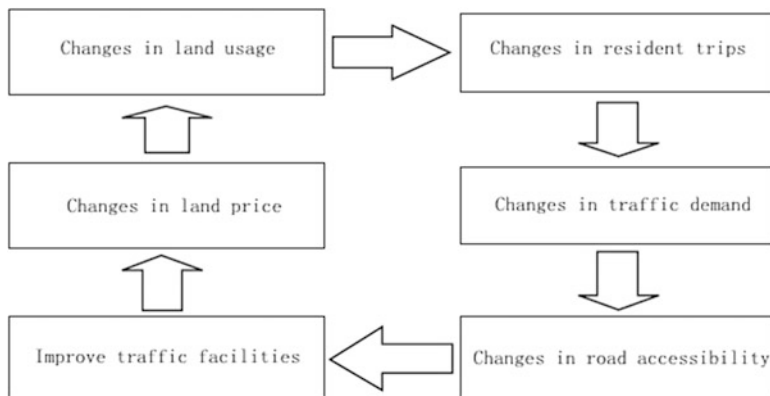 Changes in land usage
Changes in resident trips
Changes in land price
Changes in traffic demand
Improve traffic facilities
Changes in road accessibility